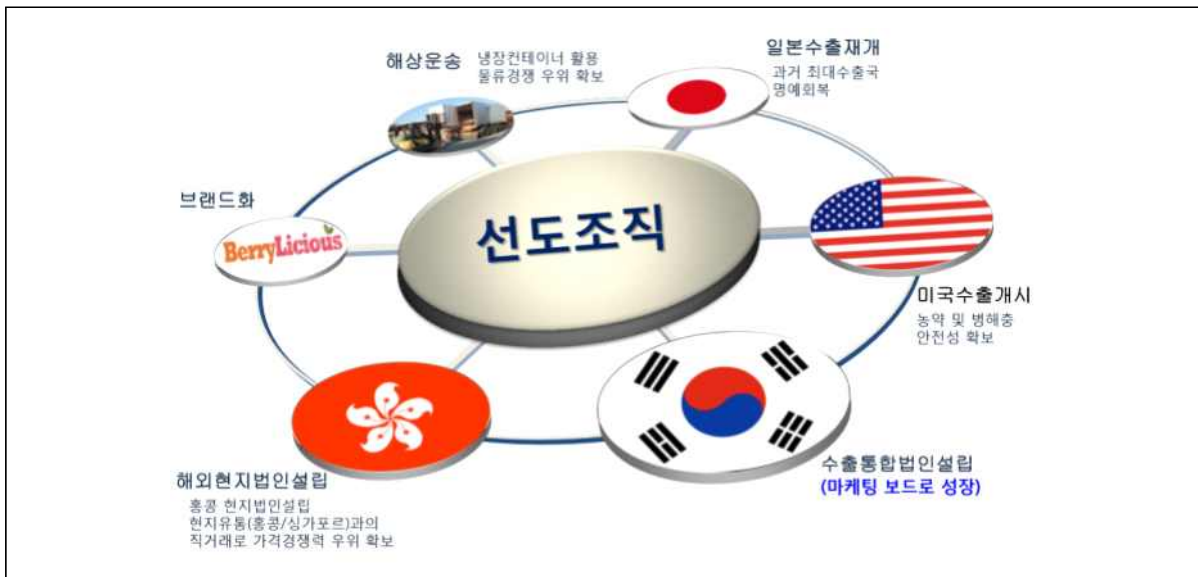 해상운송
냉장컨테이너 활용
물류경쟁 우위 확보
일본수출재개
과거 최대수출국
명예회복
브랜드화
BerryLicious
선도조직
미국수출개시
농약 및 병해충
안전성 확보
해외현지법인설립
홍콩 현지법인설립
현지유통(홍콩/싱가포르)과의
직거래로 가격경쟁력 우위 확보
수출통합법인설립
(마케팅 보드로 성장)